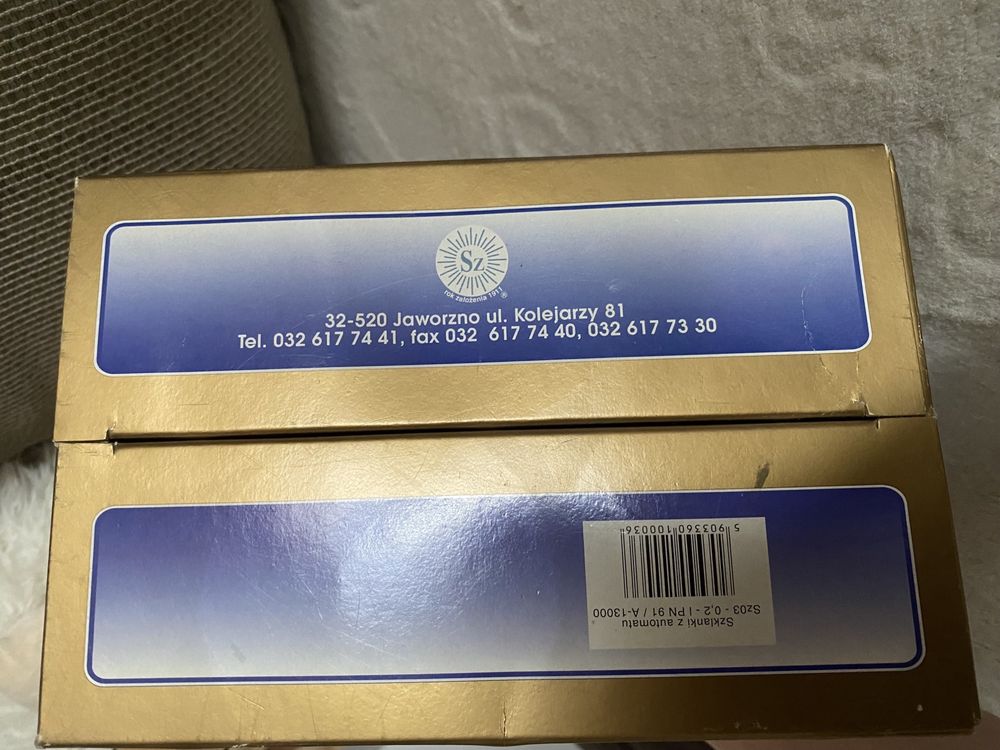 Sz
rok założenia 1911 ®
32-520 Jaworzno ul. Kolejarzy 81
Tel. 032 617 74 41, fax 032 617 74 40, 032 617 73 30
Szklanki z automatu
Sz03 - 0,2 - I PN 91 / A-13000
5 903360 100036